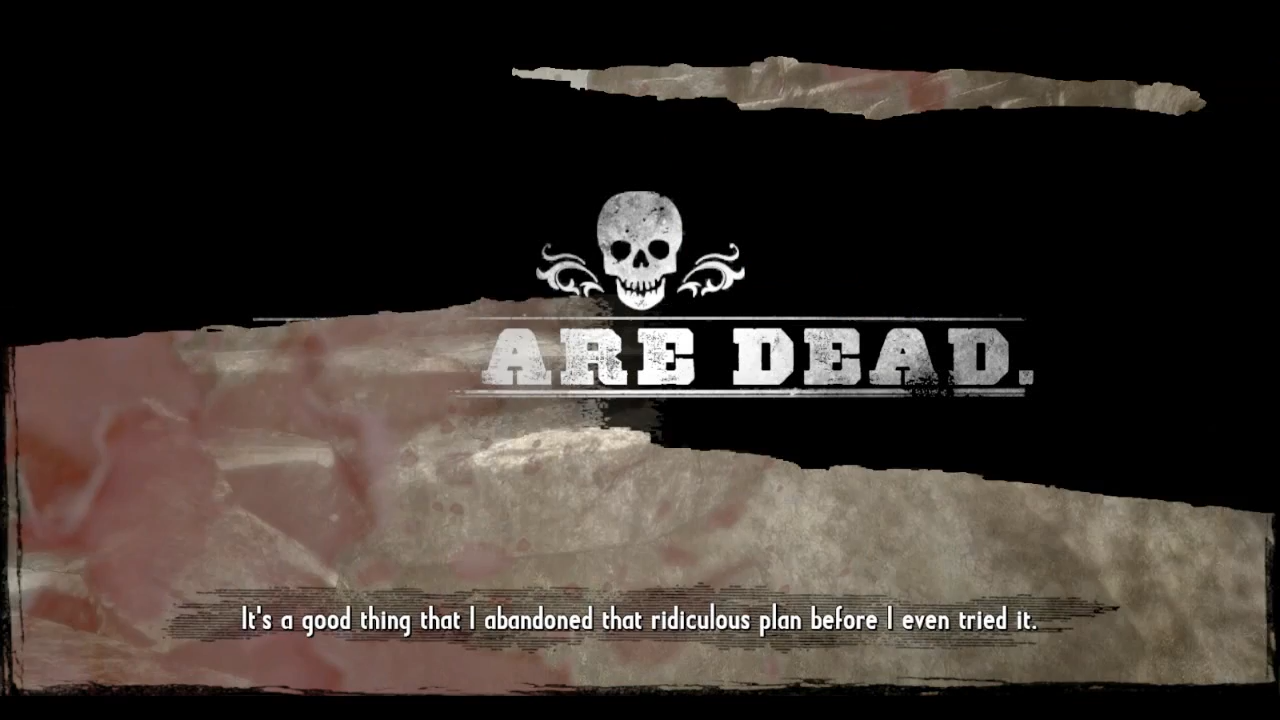 ARE DEAD.
It's a good thing that I abandoned that ridiculous plan before I even tried it.